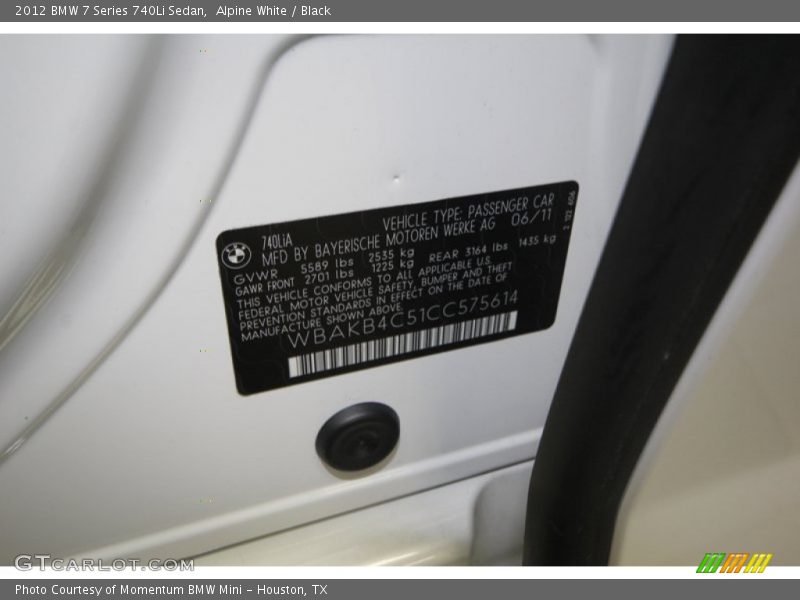 2012 BMW 7 Series 740Li Sedan,  Alpine White / Black
740LiA
VEHICLE TYPE: PASSENGER CAR
MFD BY BAYERISCHE MOTOREN WERKE AG 06/11
GVWR 5589 lbs 2535 kg
GAWR FRONT 2701 lbs 1225 kg REAR 3164 lbs 1435 kg
THIS VEHICLE CONFORMS TO ALL APPLICABLE U.S.
FEDERAL MOTOR VEHICLE SAFETY, BUMPER AND THEFT
PREVENTION STANDARDS IN EFFECT ON THE DATE OF
MANUFACTURE SHOWN ABOVE.
WBAKB4C51CC575614
GTCARLOT.COM
Photo Courtesy of Momentum BMW Mini - Houston, TX